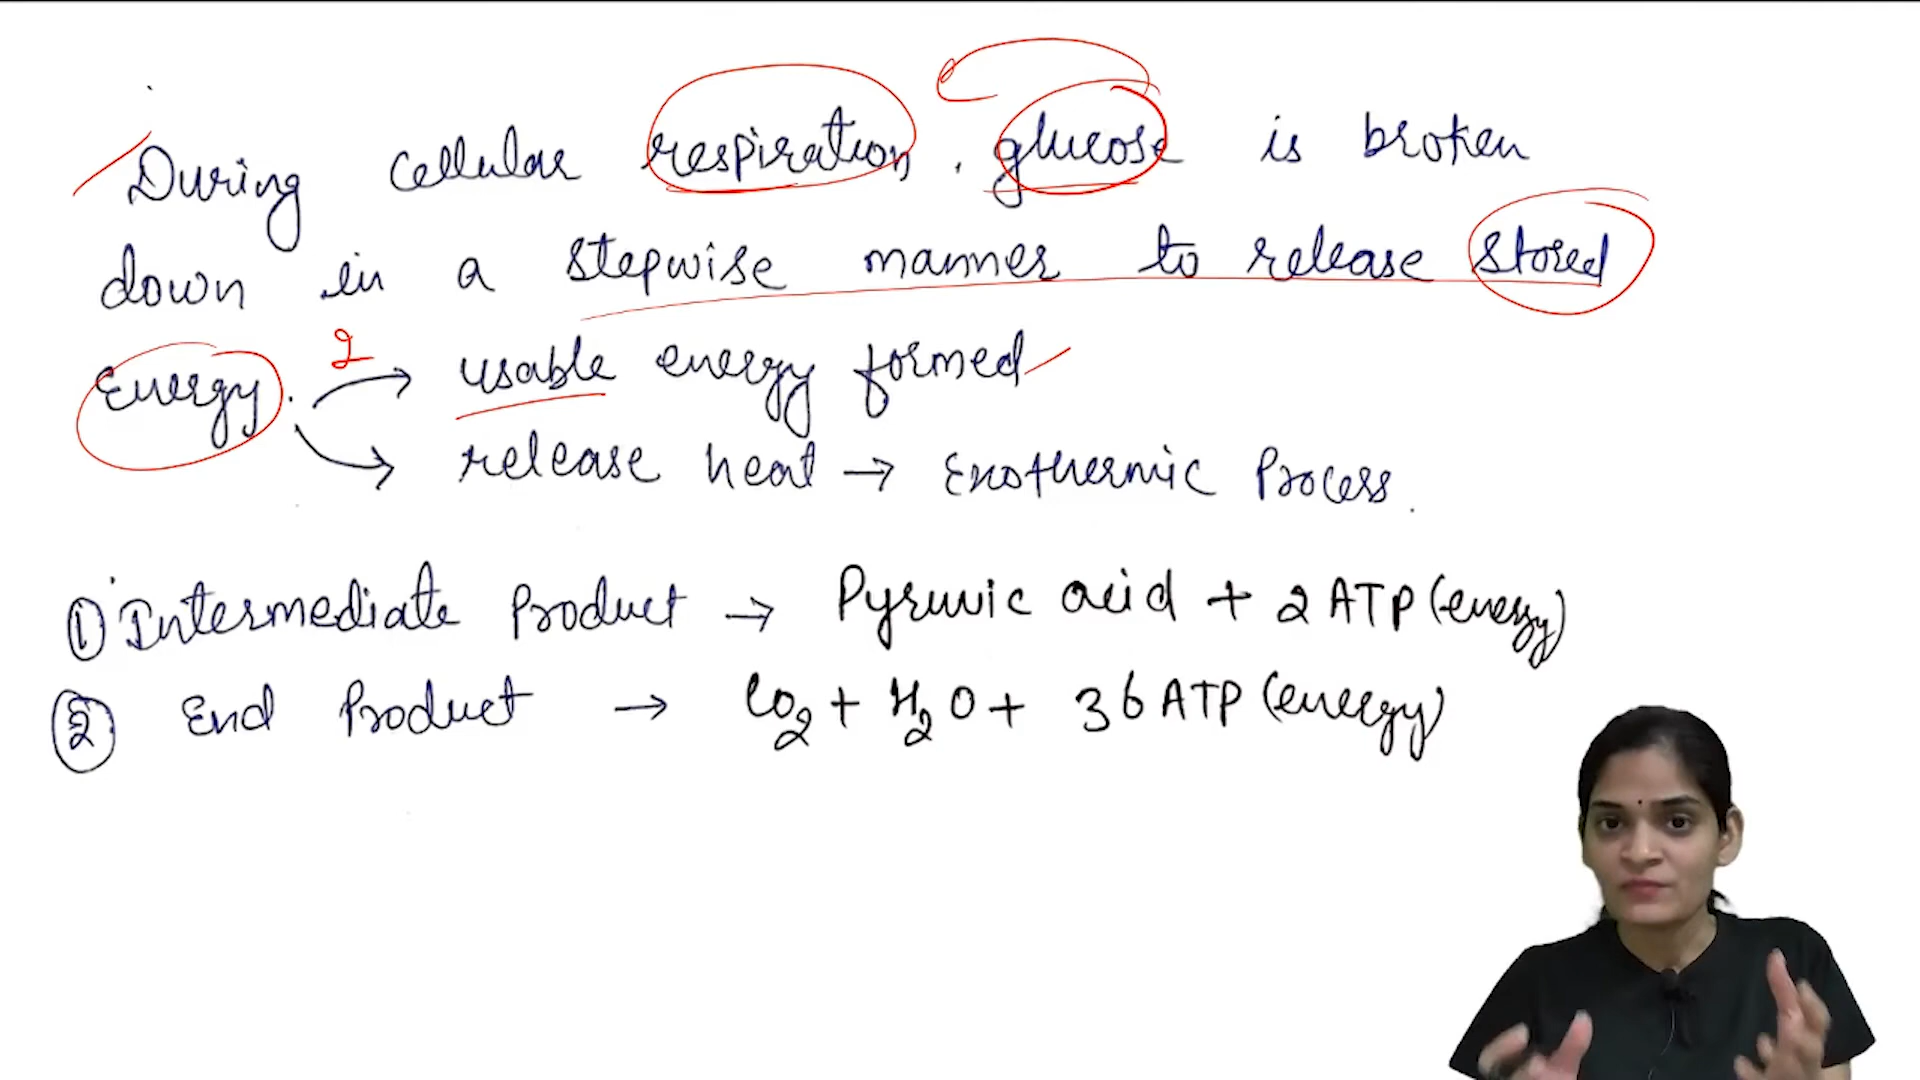 During cellular respiration, glucose is broken
down in a stepwise manner to release stored
Energy. 2 → usable energy formed
→ release heat → Exothermic Process.
① Intermediate Product → Pyruvic acid + 2 ATP (energy)
② End Product → CO2 + H2O + 36 ATP (energy)